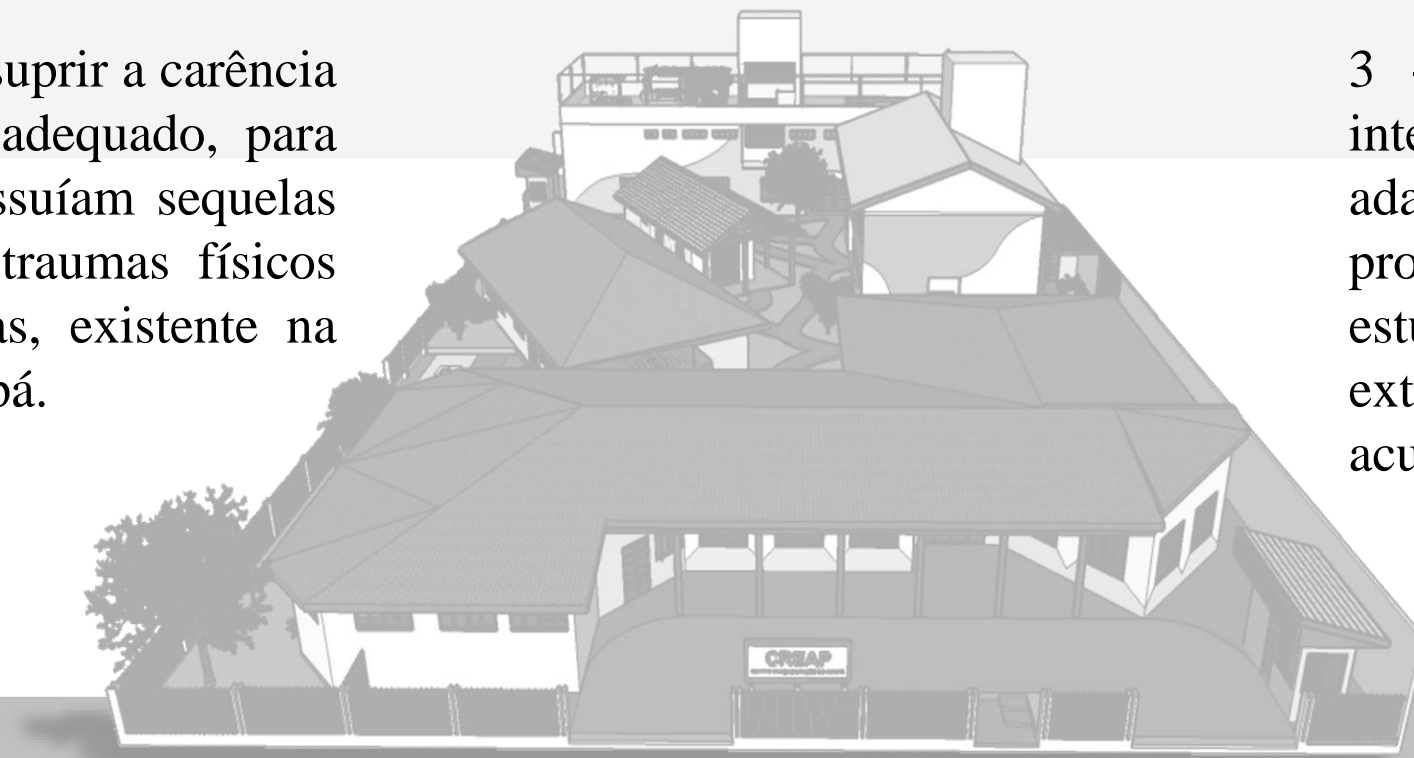 suprir a carência
adequado, para
ssuíam sequelas
traumas físicos
as, existente na
pá.
3
inte
ada
pro
estu
ext
acu
CREAP